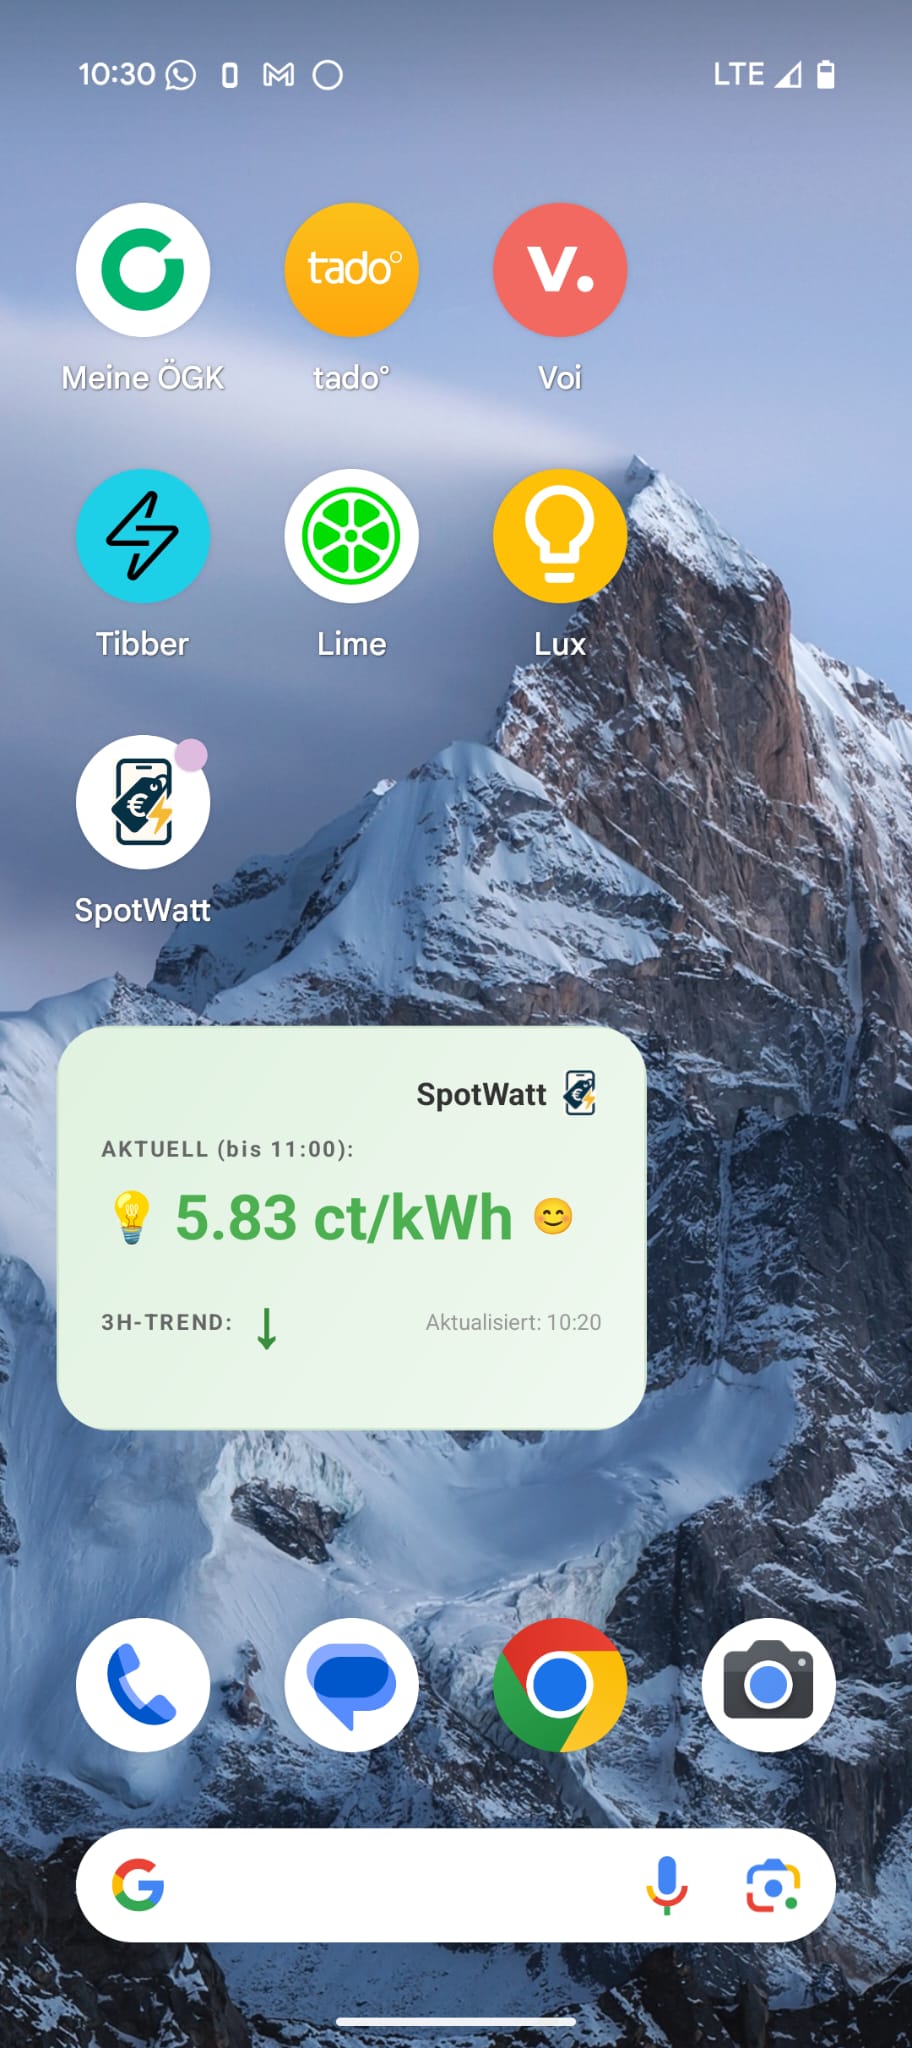 10:30
LTE
tado°
V.
Meine ÖGK
tado°
Voi
Tibber
Lime
Lux
€
SpotWatt
SpotWatt
AKTUELL (bis 11:00):
💡 5.83 ct/kWh 😊
3H-TREND: ↓
Aktualisiert: 10:20